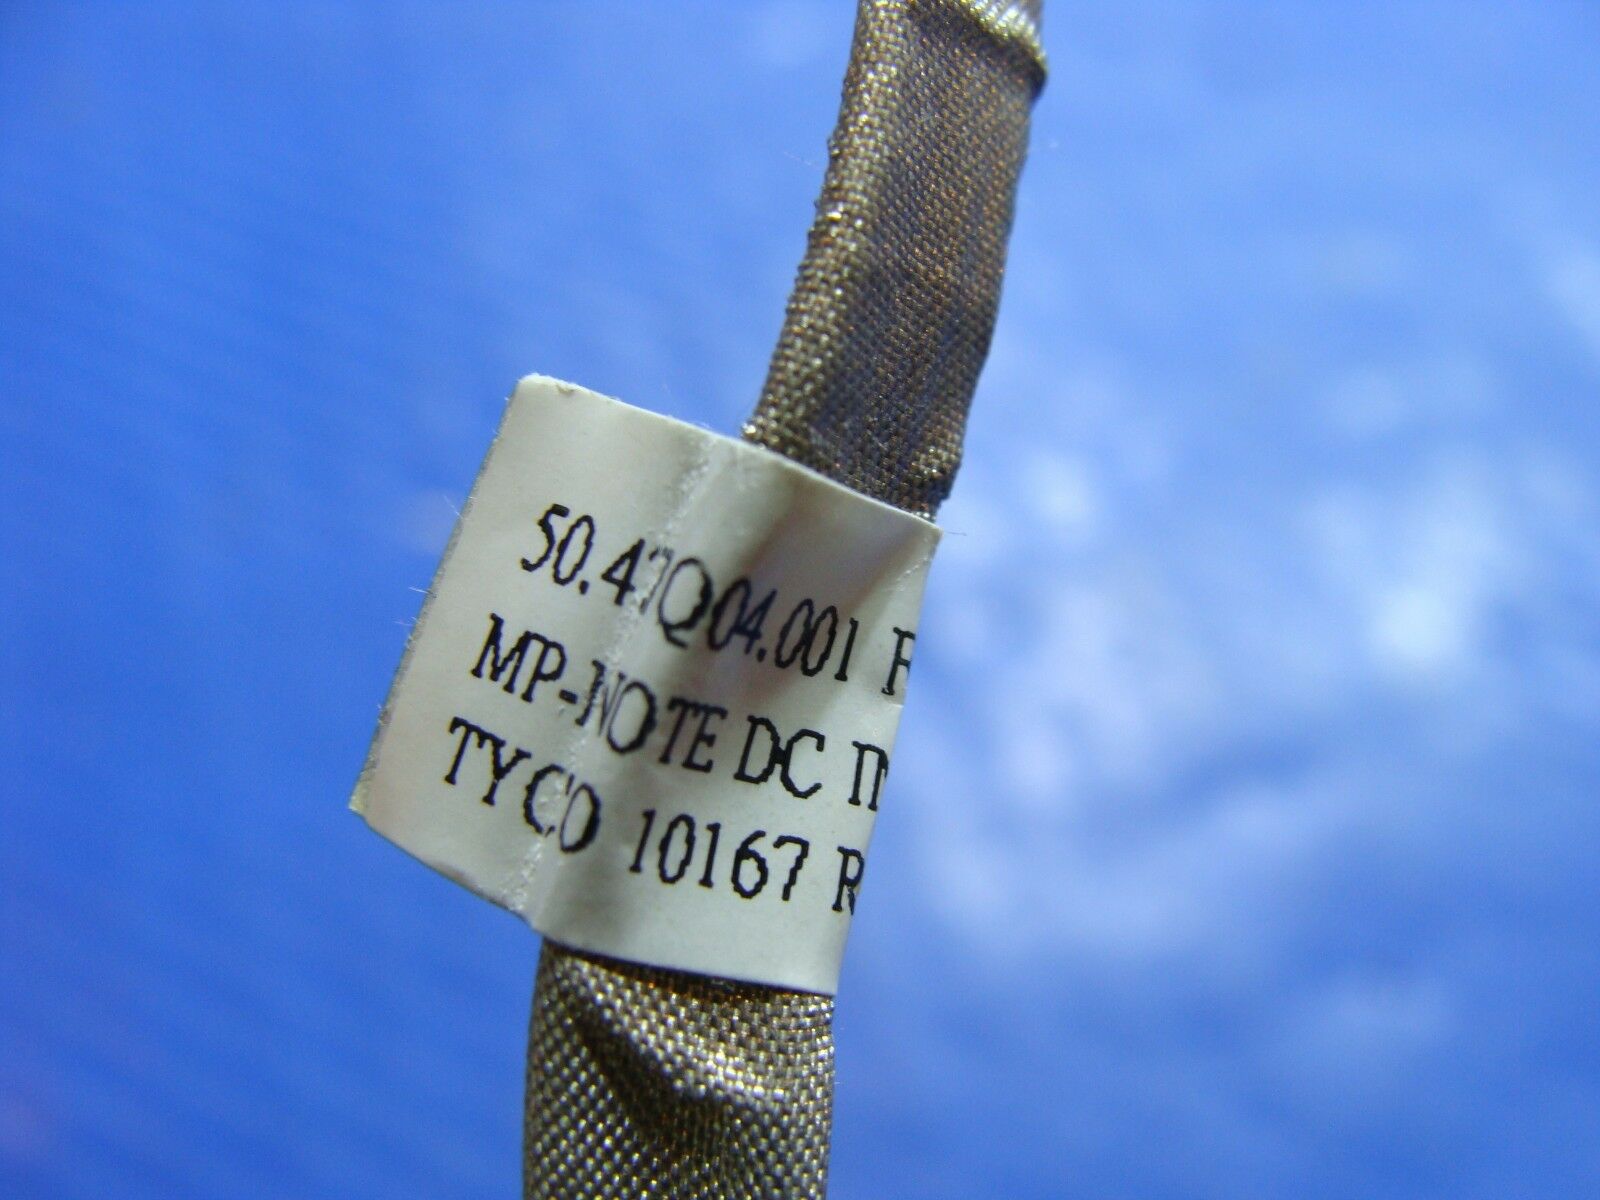 50.47Q04.001
MP-NOTE DC
TYCO 10167